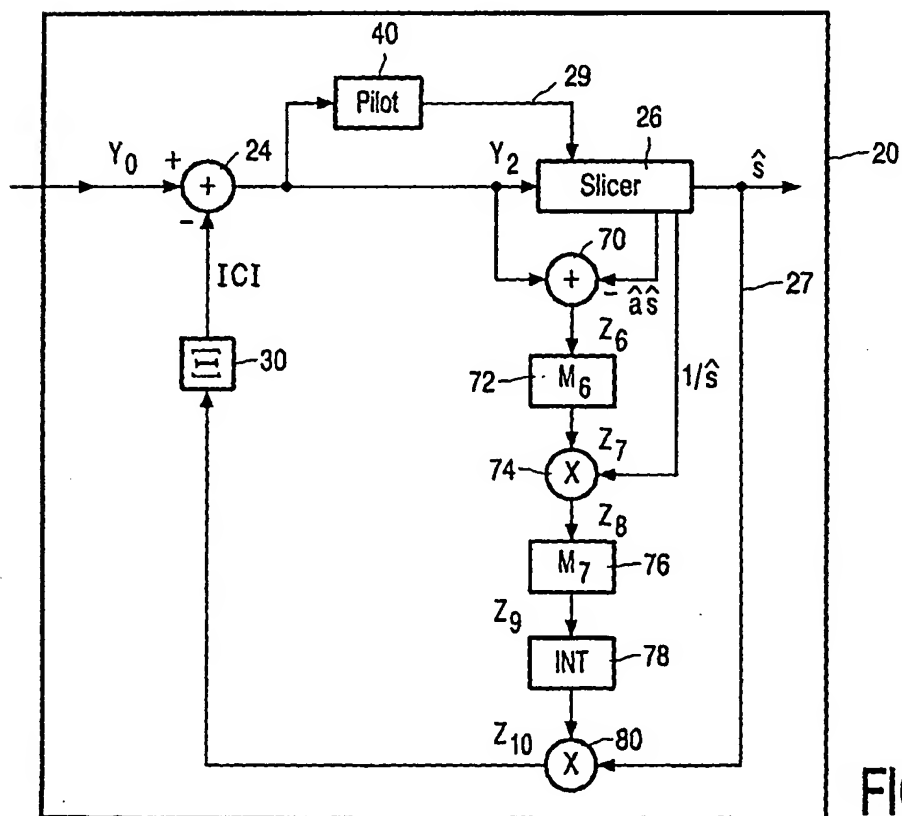 40
Pilot
29
26
Y0
+
24
+
-
Y2
Slicer
ŝ
20
70
+
-
âŝ
27
ICI
Z6
Ξ
30
72
M6
1/ŝ
Z7
74
X
Z8
M7
76
Z9
INT
78
Z10
80
X